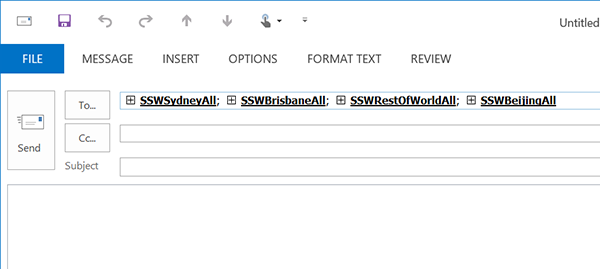 Untitled
FILE MESSAGE INSERT OPTIONS FORMAT TEXT REVIEW
To... SSWSydneyAll; SSWBrisbaneAll; SSWRestOfWorldAll; SSWBeijingAll
Cc...
Send
Subject